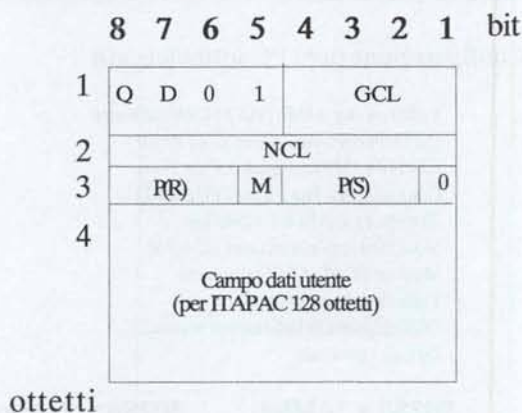 8 7 6 5 4 3 2 1 bit
1 Q D 0 1 GCL
2 NCL
3 P(R) M P(S) 0
4
Campo dati utente
(per ITAPAC 128 ottetti)
ottetti